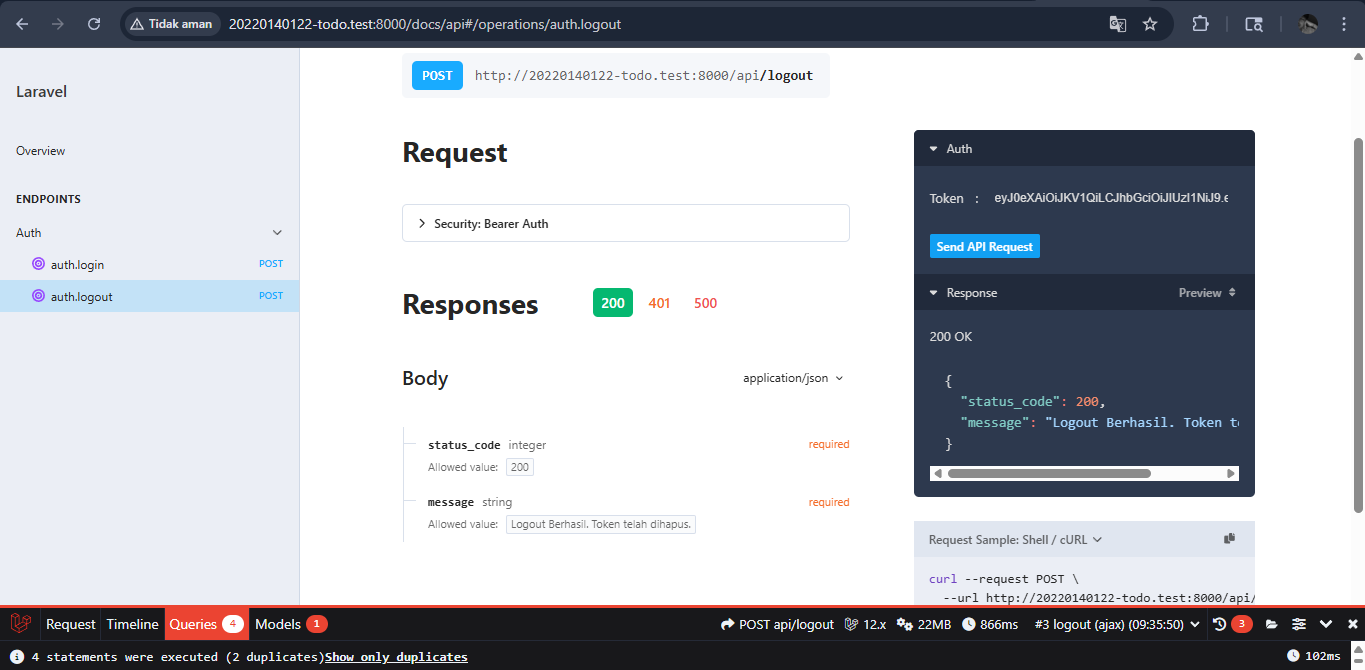 Tidak aman
20220140122-todo.test:8000/docs/api#/operations/auth.logout
Laravel
Overview
ENDPOINTS
Auth
auth.login POST
auth.logout POST
POST http://20220140122-todo.test:8000/api/logout
Request
Security: Bearer Auth
Responses 200 401 500
Body application/json
status_code integer required
Allowed value: 200
message string required
Allowed value: Logout Berhasil. Token telah dihapus.
Auth
Token : eyJ0eXAiOiJKV1QiLCJhbGciOiJIUzI1NiJ9.e
Send API Request
Response Preview
200 OK
{
"status_code": 200,
"message": "Logout Berhasil. Token te
}
Request Sample: Shell / cURL
curl --request POST \
--url http://20220140122-todo.test:8000/api/
Request Timeline Queries 4 Models 1 POST api/logout 12.x 22MB 866ms #3 logout (ajax) (09:35:50) 3
4 statements were executed (2 duplicates)Show only duplicates 102ms